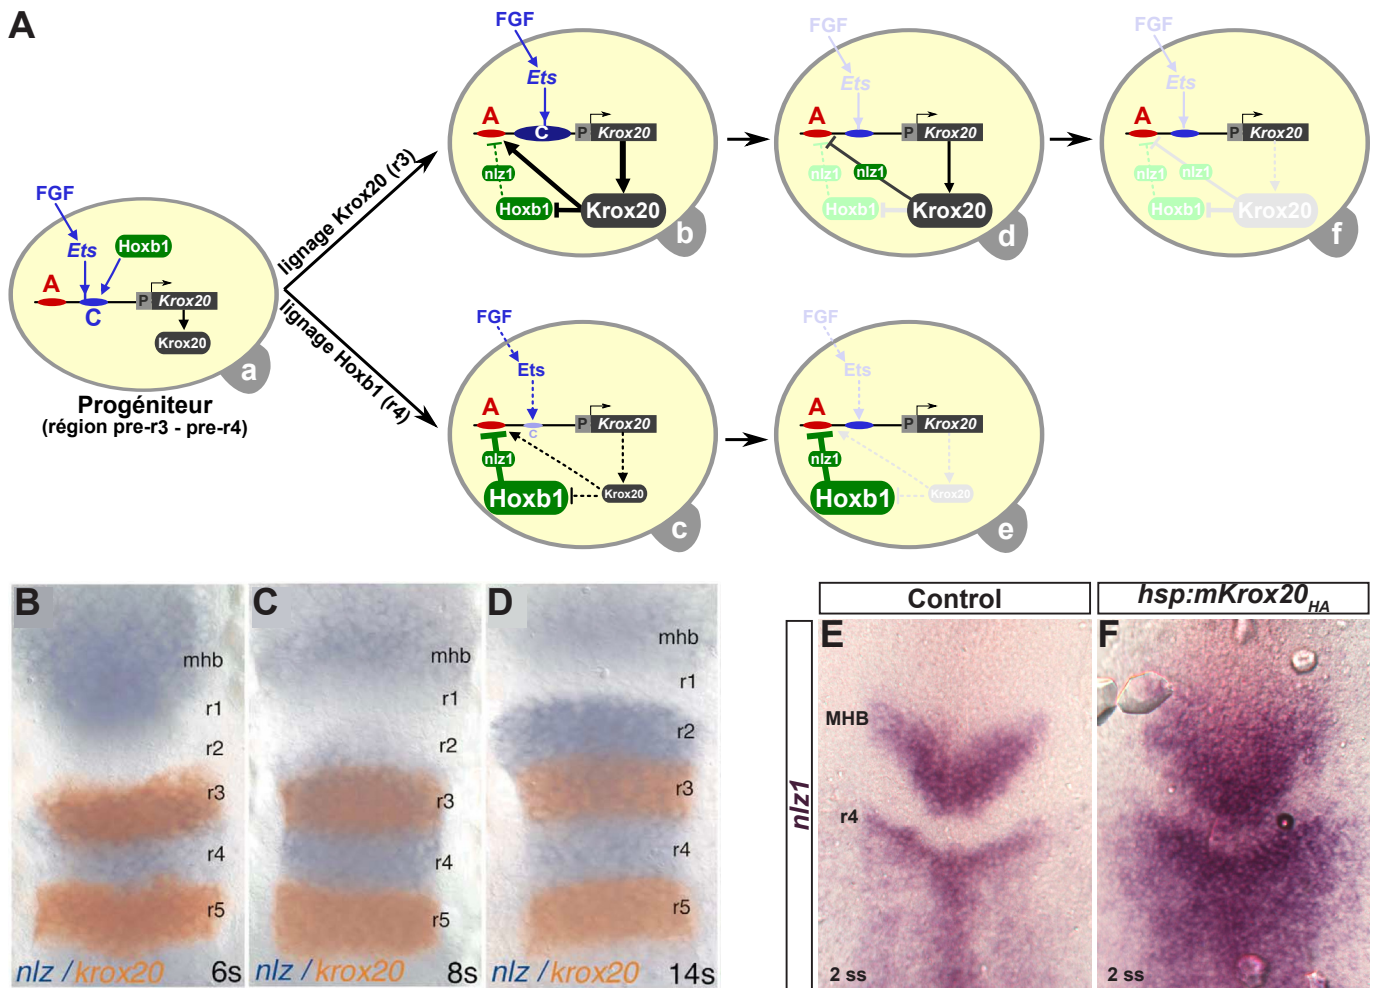 A
FGF
Ets
Hoxb1
A
C
P
Krox20
Krox20
a
Progéniteur
(région pre-r3 - pre-r4)
lignage Krox20 (r3)
lignage Hoxb1 (r4)
FGF
Ets
A
C
P
Krox20
nlz1
Hoxb1
Krox20
b
FGF
Ets
A
P
Krox20
nlz1
nlz1
Hoxb1
Krox20
d
FGF
Ets
A
P
Krox20
nlz1
nlz1
Hoxb1
Krox20
f
FGF
Ets
A
C
P
Krox20
nlz1
Hoxb1
Krox20
c
FGF
Ets
A
P
Krox20
nlz1
Hoxb1
Krox20
e
B
mhb
r1
r2
r3
r4
r5
nlz / krox20
6s
C
mhb
r1
r2
r3
r4
r5
nlz / krox20
8s
D
mhb
r1
r2
r3
r4
r5
nlz / krox20
14s
Control
hsp:mKrox20HA
nlz1
E
MHB
r4
2 ss
F
2 ss